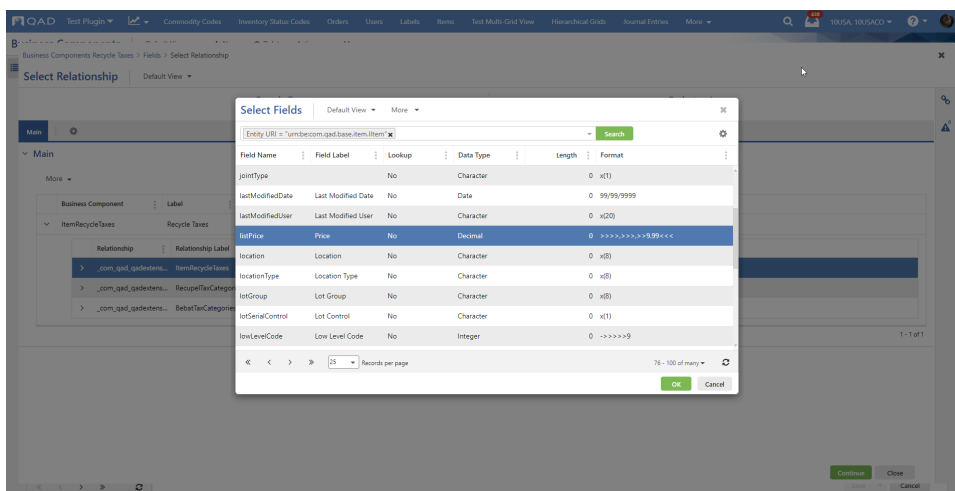 QAD Test Plugin Commodity Codes Inventory Status Codes Orders Users Labels Items Test Multi-Grid View Hierarchical Grids Journal Entries More 10USA, 10USACO
Business Components Recycle Taxes > Fields > Select Relationship
Select Relationship Default View
Main
Main
More
Business Component Label
ItemRecycleTaxes Recycle Taxes
Relationship Relationship Label
_com_qad_qadextens... ItemRecycleTaxes
_com_qad_qadextens... RecupelTaxCategori
_com_qad_qadextens... BebatTaxCategories
Select Fields Default View More
Entity URI = "urn:be:com.qad.base.item.IItem" Search
Field Name Field Label Lookup Data Type Length Format
jointType No Character 0 x(1)
lastModifiedDate Last Modified Date No Date 0 99/99/9999
lastModifiedUser Last Modified User No Character 0 x(20)
listPrice Price No Decimal 0 >>>>,>>>,>>9.99<<<
location Location No Character 0 x(8)
locationType Location Type No Character 0 x(8)
lotGroup Lot Group No Character 0 x(8)
lotSerialControl Lot Control No Character 0 x(1)
lowLevelCode Low Level Code No Integer 0 ->>>>>9
25 Records per page 76 - 100 of many
OK Cancel
1 - 1 of 1
Continue Close
Cancel